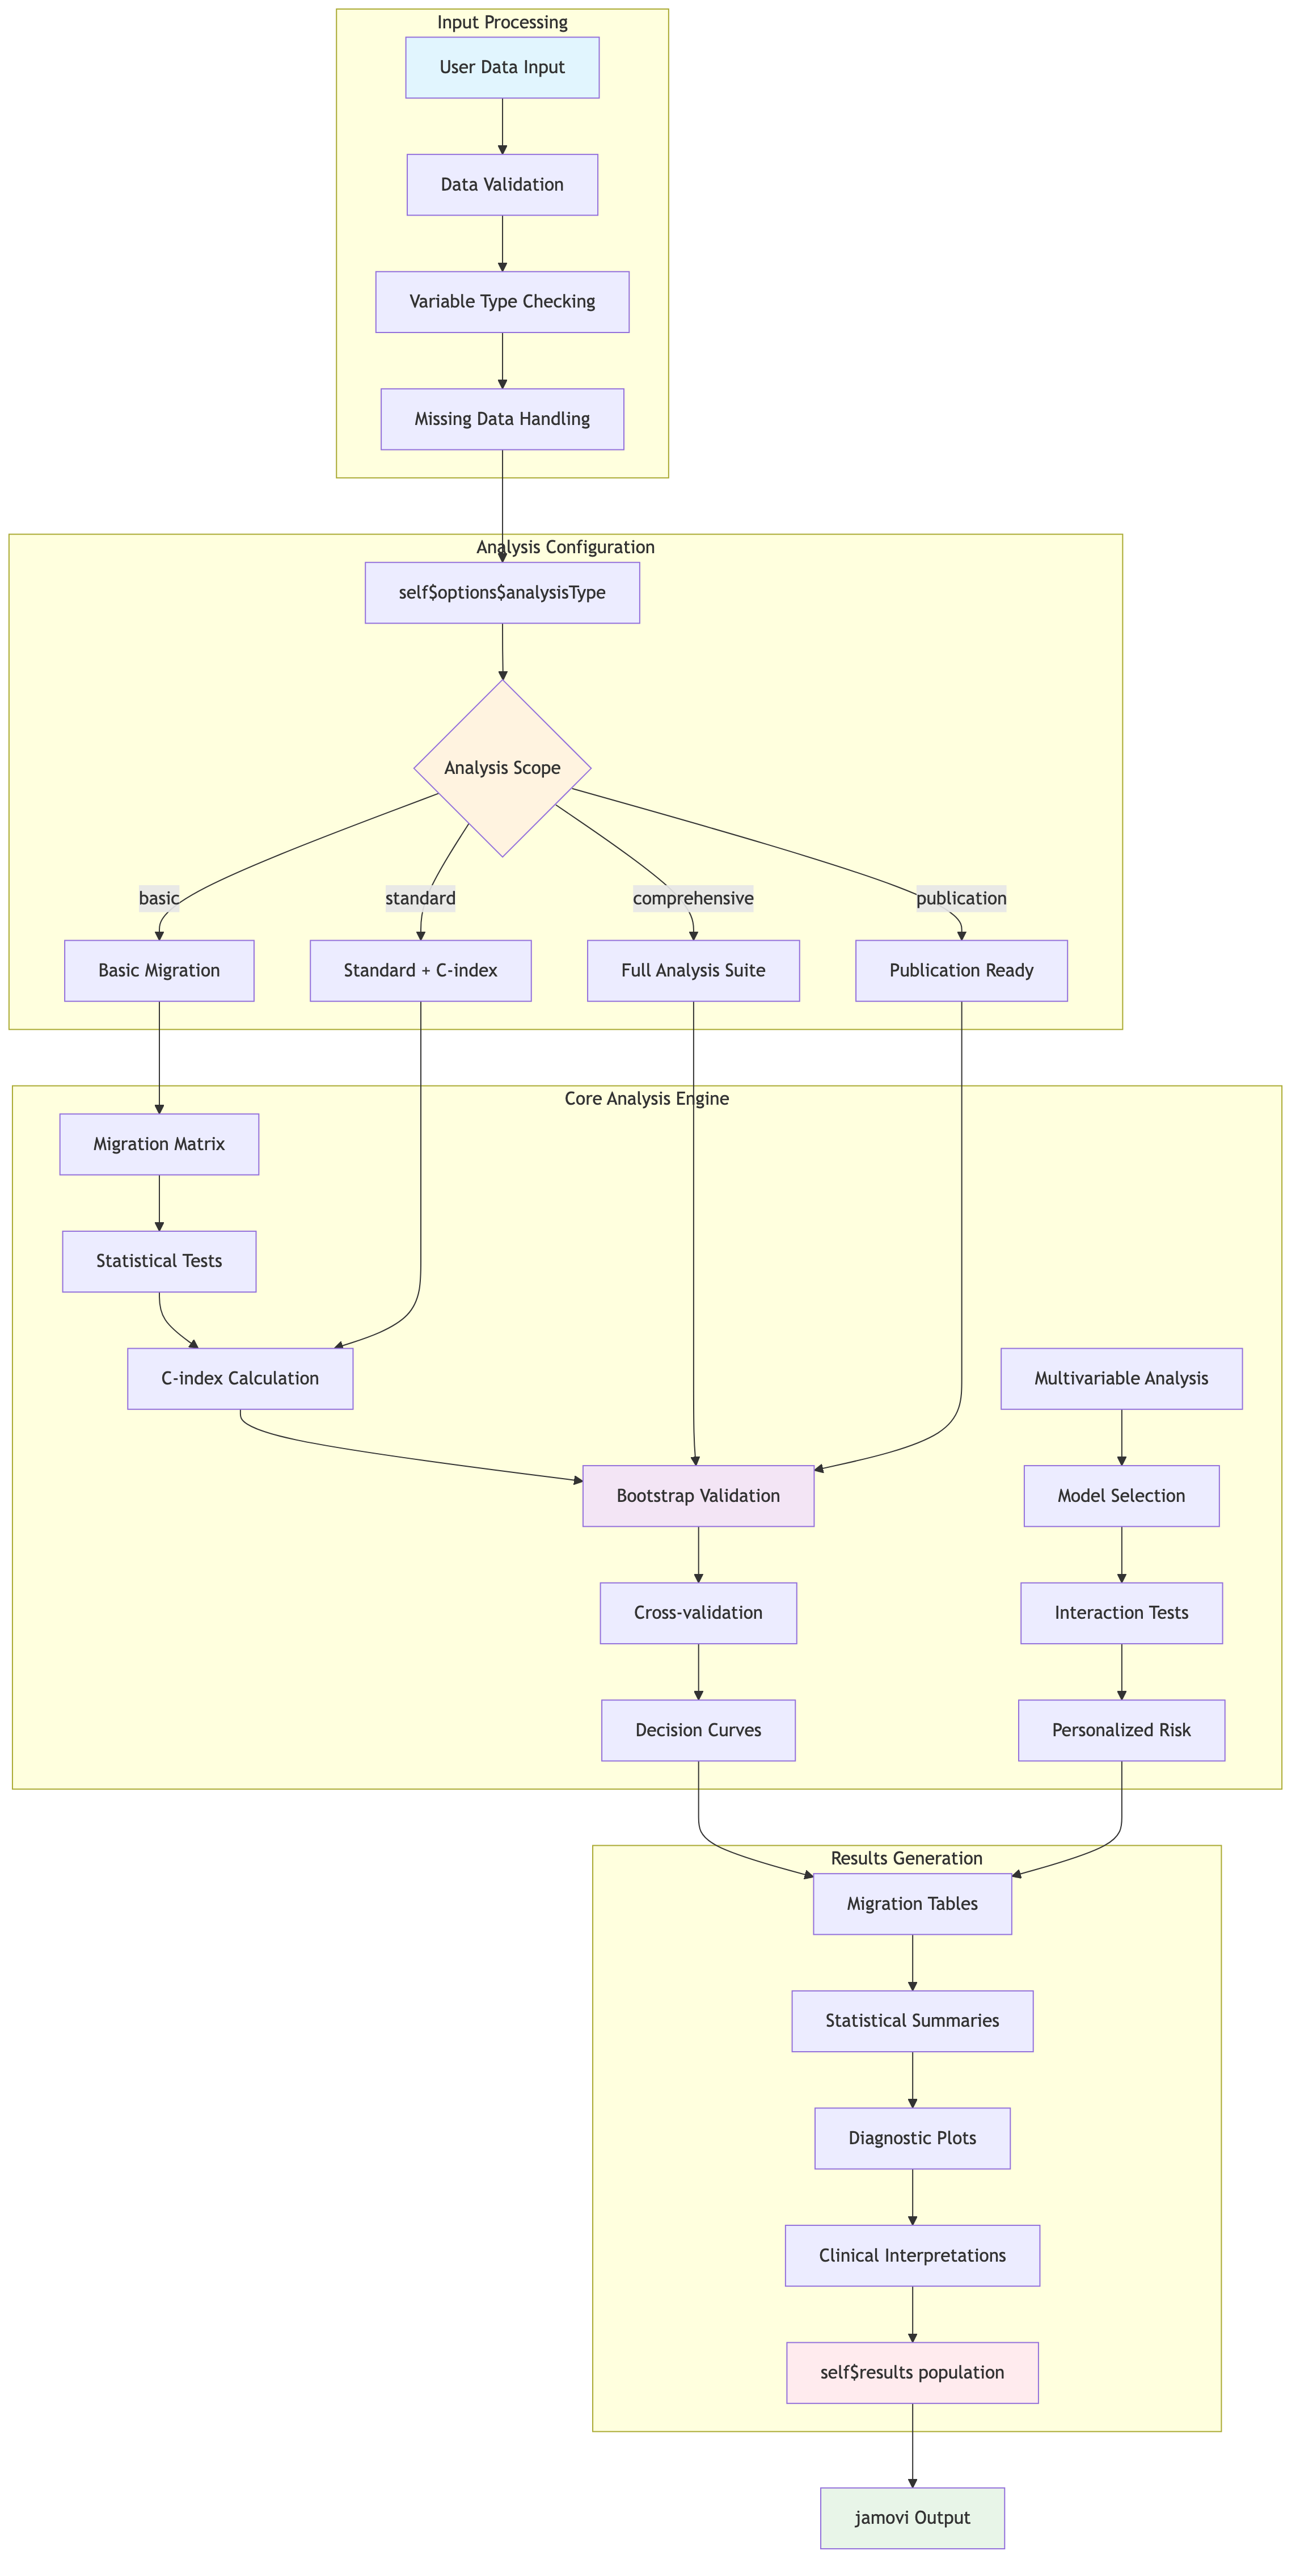 Input Processing
User Data Input
Data Validation
Variable Type Checking
Missing Data Handling
Analysis Configuration
self$options$analysisType
Analysis Scope
basic
standard
comprehensive
publication
Basic Migration
Standard + C-index
Full Analysis Suite
Publication Ready
Core Analysis Engine
Migration Matrix
Statistical Tests
C-index Calculation
Multivariable Analysis
Bootstrap Validation
Model Selection
Cross-validation
Interaction Tests
Decision Curves
Personalized Risk
Results Generation
Migration Tables
Statistical Summaries
Diagnostic Plots
Clinical Interpretations
self$results population
jamovi Output